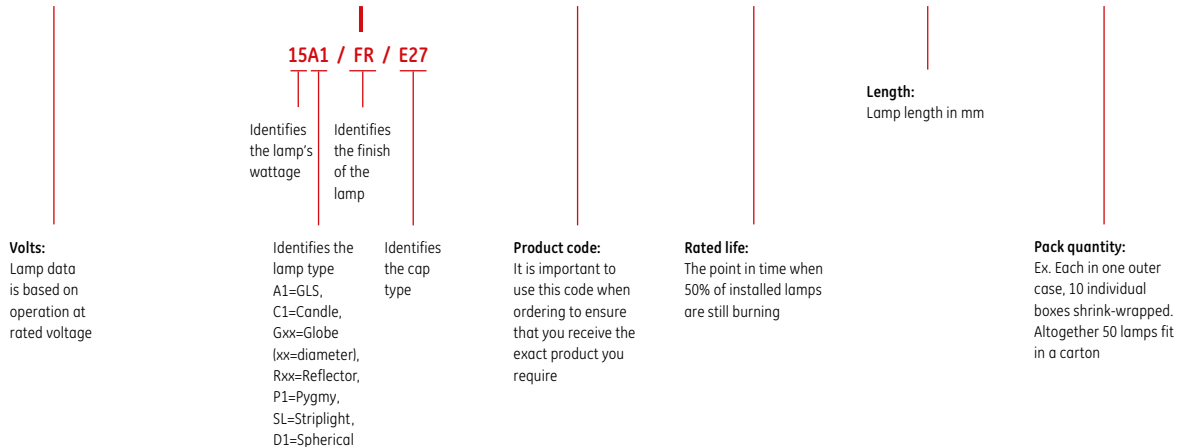 15A1 / FR / E27
Length:
Lamp length in mm
Identifies
the lamp's
wattage
Identifies
the finish
of the
lamp
Volts:
Lamp data
is based on
operation at
rated voltage
Identifies the
lamp type
A1=GLS,
C1=Candle,
Gxx=Globe
(xx=diameter),
Rxx=Reflector,
P1=Pygmy,
SL=Striplight,
D1=Spherical
Identifies
the cap
type
Product code:
It is important to
use this code when
ordering to ensure
that you receive the
exact product you
require
Rated life:
The point in time when
50% of installed lamps
are still burning
Pack quantity:
Ex. Each in one outer
case, 10 individual
boxes shrink-wrapped.
Altogether 50 lamps fit
in a carton